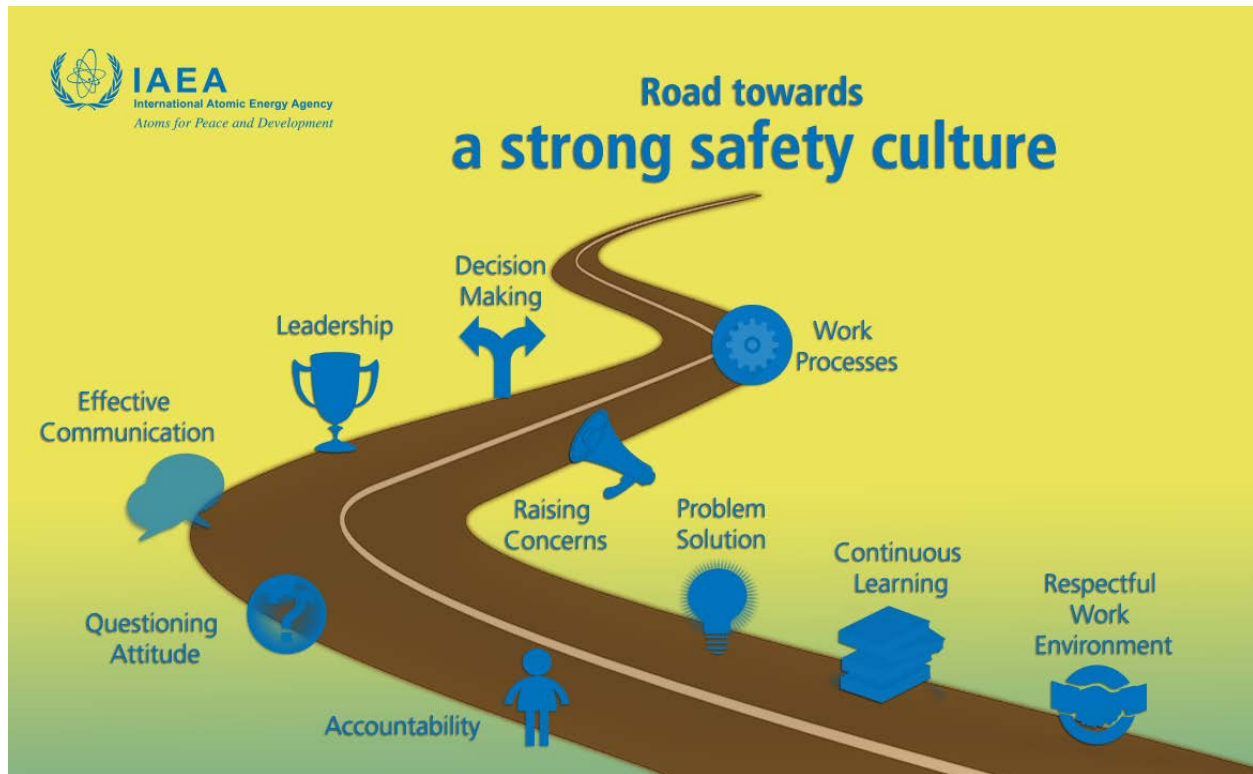 IAEA
International Atomic Energy Agency
Atoms for Peace and Development
Road towards
a strong safety culture
Decision
Making
Leadership
Work
Processes
Effective
Communication
Raising
Concerns
Problem
Solution
Continuous
Learning
Respectful
Work
Environment
Questioning
Attitude
Accountability